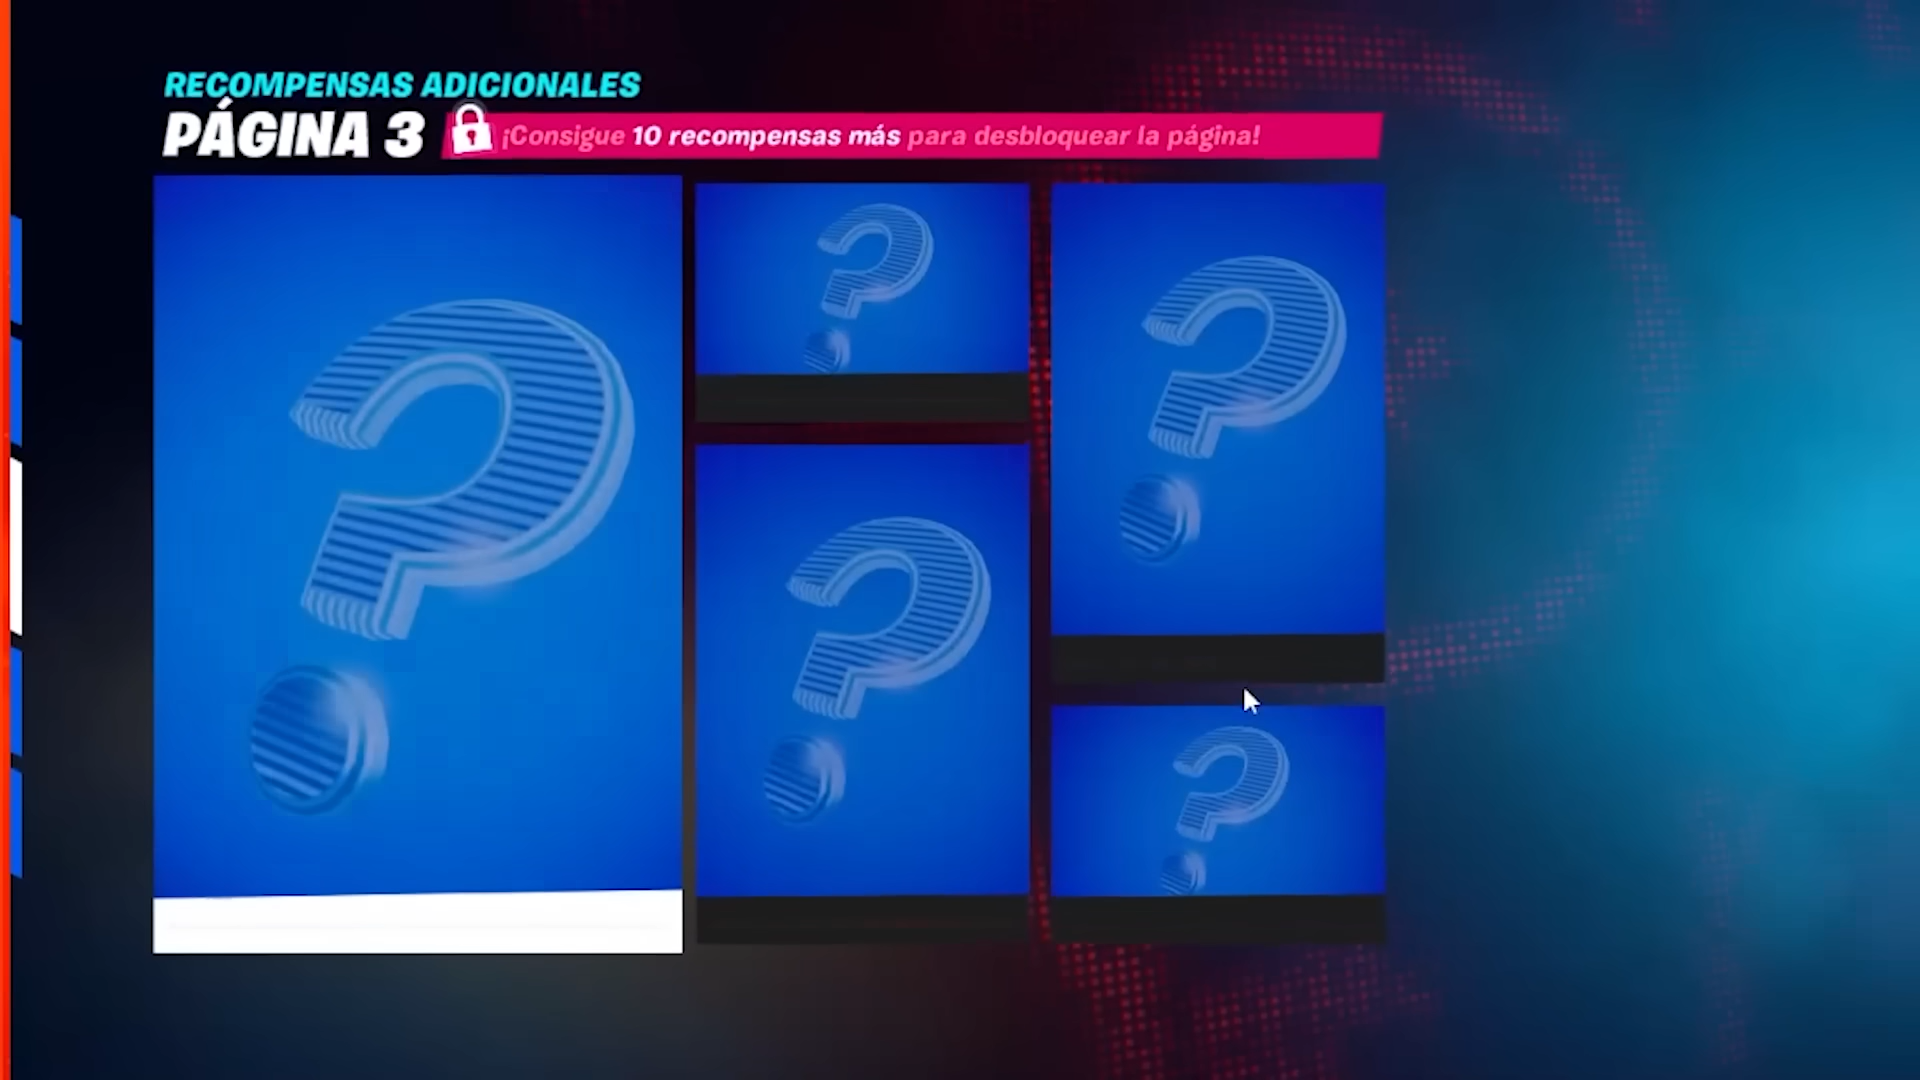 RECOMPENSAS ADICIONALES
PÁGINA 3
¡Consigue 10 recompensas más para desbloquear la página!